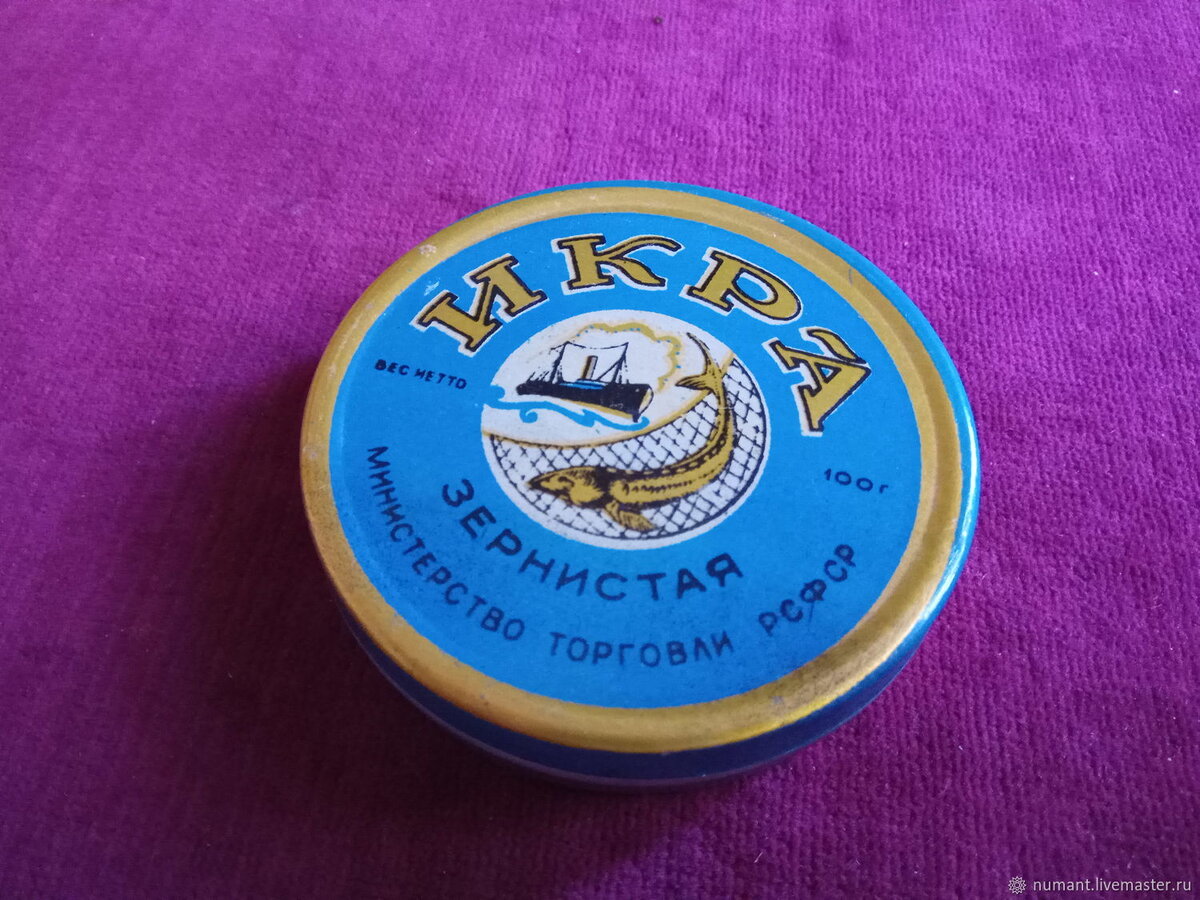 ИКРА
ВЕС НЕТТО
100г
ЗЕРНИСТАЯ
МИНИСТЕРСТВО ТОРГОВЛИ РСФСР
numant.livemaster.ru